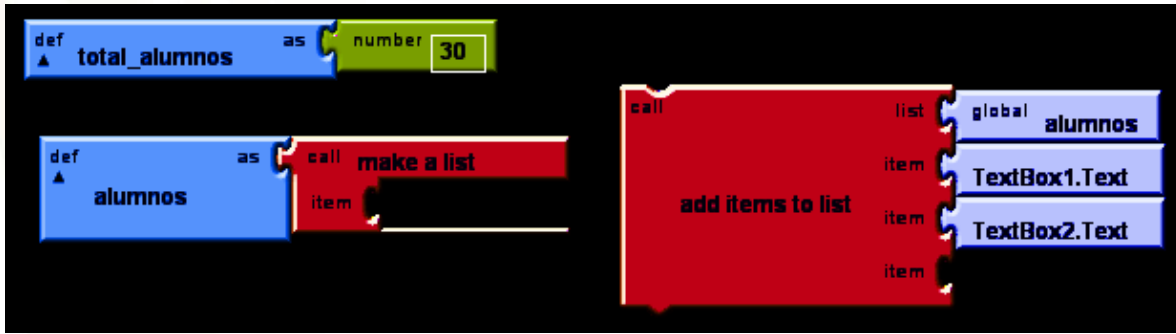 def total_alumnos as number 30
def alumnos as call make a list
item
call add items to list
list global alumnos
item TextBox1.Text
item TextBox2.Text
item